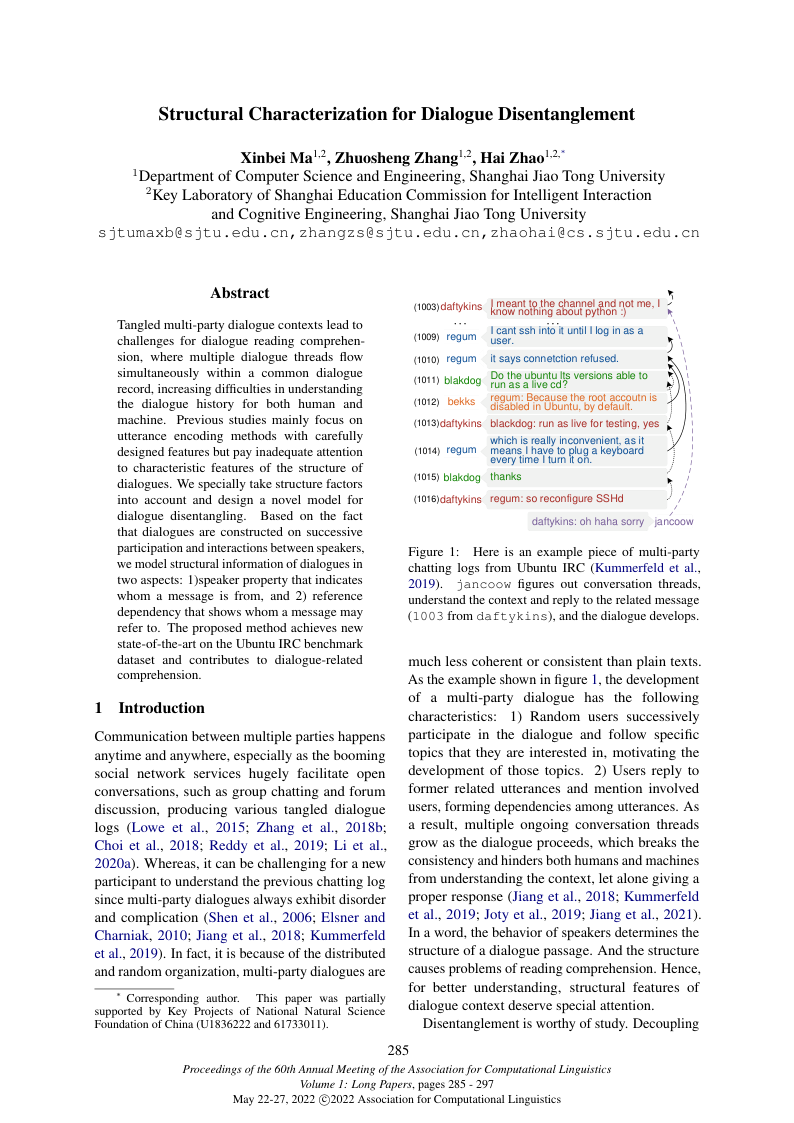 Structural Characterization for Dialogue Disentanglement
Xinbei Ma1,2, Zhuosheng Zhang1,2, Hai Zhao1,2,*
1Department of Computer Science and Engineering, Shanghai Jiao Tong University
2Key Laboratory of Shanghai Education Commission for Intelligent Interaction
and Cognitive Engineering, Shanghai Jiao Tong University
sjtumaxb@sjtu.edu.cn,zhangzs@sjtu.edu.cn,zhaohai@cs.sjtu.edu.cn
Abstract
Tangled multi-party dialogue contexts lead to
challenges for dialogue reading comprehen-
sion, where multiple dialogue threads flow
simultaneously within a common dialogue
record, increasing difficulties in understanding
the dialogue history for both human and
machine. Previous studies mainly focus on
utterance encoding methods with carefully
designed features but pay inadequate attention
to characteristic features of the structure of
dialogues. We specially take structure factors
into account and design a novel model for
dialogue disentangling. Based on the fact
that dialogues are constructed on successive
participation and interactions between speakers,
we model structural information of dialogues in
two aspects: 1)speaker property that indicates
whom a message is from, and 2) reference
dependency that shows whom a message may
refer to. The proposed method achieves new
state-of-the-art on the Ubuntu IRC benchmark
dataset and contributes to dialogue-related
comprehension.
1 Introduction
Communication between multiple parties happens
anytime and anywhere, especially as the booming
social network services hugely facilitate open
conversations, such as group chatting and forum
discussion, producing various tangled dialogue
logs (Lowe et al., 2015; Zhang et al., 2018b;
Choi et al., 2018; Reddy et al., 2019; Li et al.,
2020a). Whereas, it can be challenging for a new
participant to understand the previous chatting log
since multi-party dialogues always exhibit disorder
and complication (Shen et al., 2006; Elsner and
Charniak, 2010; Jiang et al., 2018; Kummerfeld
et al., 2019). In fact, it is because of the distributed
and random organization, multi-party dialogues are
* Corresponding author. This paper was partially
supported by Key Projects of National Natural Science
Foundation of China (U1836222 and 61733011).
(1003) daftykins I meant to the channel and not me, I
know nothing about python :)
... ...
(1009) regum I cant ssh into it until I log in as a
user.
(1010) regum it says connetction refused.
(1011) blakdog Do the ubuntu lts versions able to
run as a live cd?
(1012) bekks regum: Because the root accoutn is
disabled in Ubuntu, by default.
(1013) daftykins blackdog: run as live for testing, yes
(1014) regum which is really inconvenient, as it
means I have to plug a keyboard
every time I turn it on.
(1015) blakdog thanks
(1016) daftykins regum: so reconfigure SSHd
daftykins: oh haha sorry jancoow
Figure 1: Here is an example piece of multi-party
chatting logs from Ubuntu IRC (Kummerfeld et al.,
2019). jancoow figures out conversation threads,
understand the context and reply to the related message
(1003 from daftykins), and the dialogue develops.
much less coherent or consistent than plain texts.
As the example shown in figure 1, the development
of a multi-party dialogue has the following
characteristics: 1) Random users successively
participate in the dialogue and follow specific
topics that they are interested in, motivating the
development of those topics. 2) Users reply to
former related utterances and mention involved
users, forming dependencies among utterances. As
a result, multiple ongoing conversation threads
grow as the dialogue proceeds, which breaks the
consistency and hinders both humans and machines
from understanding the context, let alone giving a
proper response (Jiang et al., 2018; Kummerfeld
et al., 2019; Joty et al., 2019; Jiang et al., 2021).
In a word, the behavior of speakers determines the
structure of a dialogue passage. And the structure
causes problems of reading comprehension. Hence,
for better understanding, structural features of
dialogue context deserve special attention.
Disentanglement is worthy of study. Decoupling
285
Proceedings of the 60th Annual Meeting of the Association for Computational Linguistics
Volume 1: Long Papers, pages 285 - 297
May 22-27, 2022 ©2022 Association for Computational Linguistics